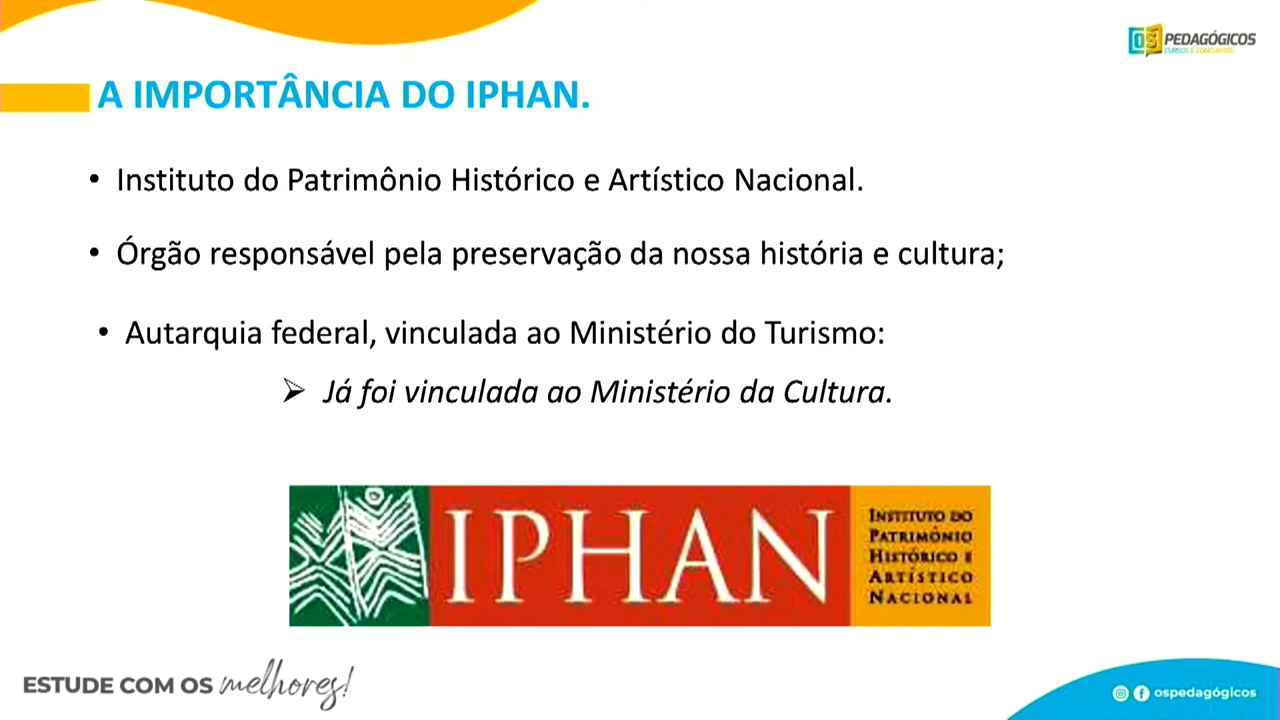 OS PEDAGÓGICOS
CURSOS E CONCURSOS
A IMPORTÂNCIA DO IPHAN.
• Instituto do Patrimônio Histórico e Artístico Nacional.
• Órgão responsável pela preservação da nossa história e cultura;
• Autarquia federal, vinculada ao Ministério do Turismo:
➢ Já foi vinculada ao Ministério da Cultura.
IPHAN
INSTITUTO DO
PATRIMÔNIO
HISTÓRICO E
ARTÍSTICO
NACIONAL
ESTUDE COM OS melhores!
ospedagógicos